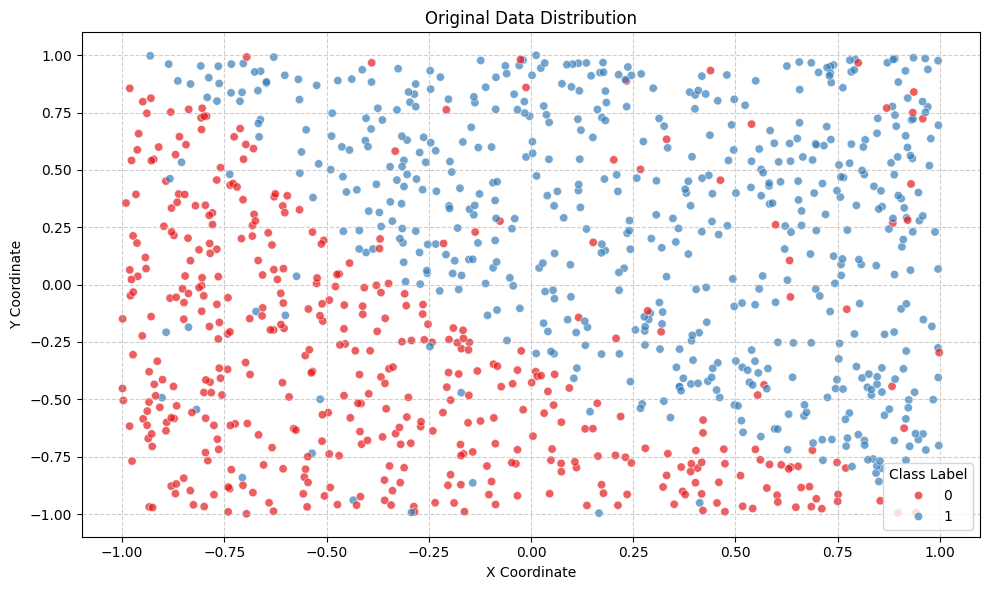 Original Data Distribution
1.00
0.75
0.50
0.25
0.00
−0.25
−0.50
−0.75
−1.00
Y Coordinate
−1.00 −0.75 −0.50 −0.25 0.00 0.25 0.50 0.75 1.00
X Coordinate
Class Label
0
1